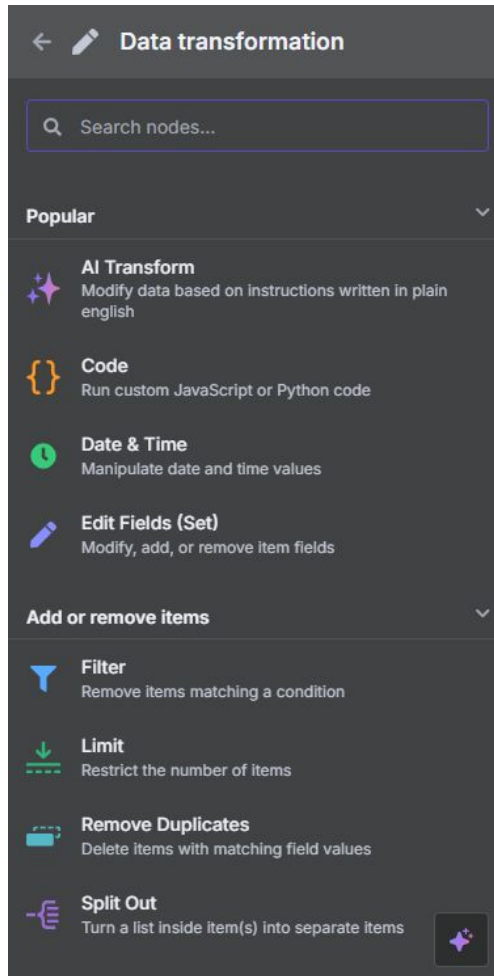 Data transformation
Search nodes...
Popular
AI Transform
Modify data based on instructions written in plain
english
Code
Run custom JavaScript or Python code
Date & Time
Manipulate date and time values
Edit Fields (Set)
Modify, add, or remove item fields
Add or remove items
Filter
Remove items matching a condition
Limit
Restrict the number of items
Remove Duplicates
Delete items with matching field values
Split Out
Turn a list inside item(s) into separate items